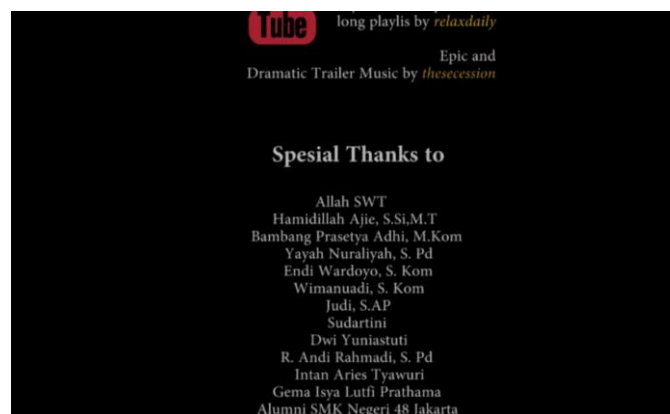 Tube
long playlis by relaxdaily
Epic and
Dramatic Trailer Music by thesecession
Spesial Thanks to
Allah SWT
Hamidillah Ajie, S.Si,M.T
Bambang Prasetya Adhi, M.Kom
Yayah Nuraliyah, S. Pd
Endi Wardoyo, S. Kom
Wimanuadi, S. Kom
Judi, S.AP
Sudartini
Dwi Yuniastuti
R. Andi Rahmadi, S. Pd
Intan Aries Tyawuri
Gema Isya Lutfi Prathama
Alumni SMK Negeri 48 Jakarta